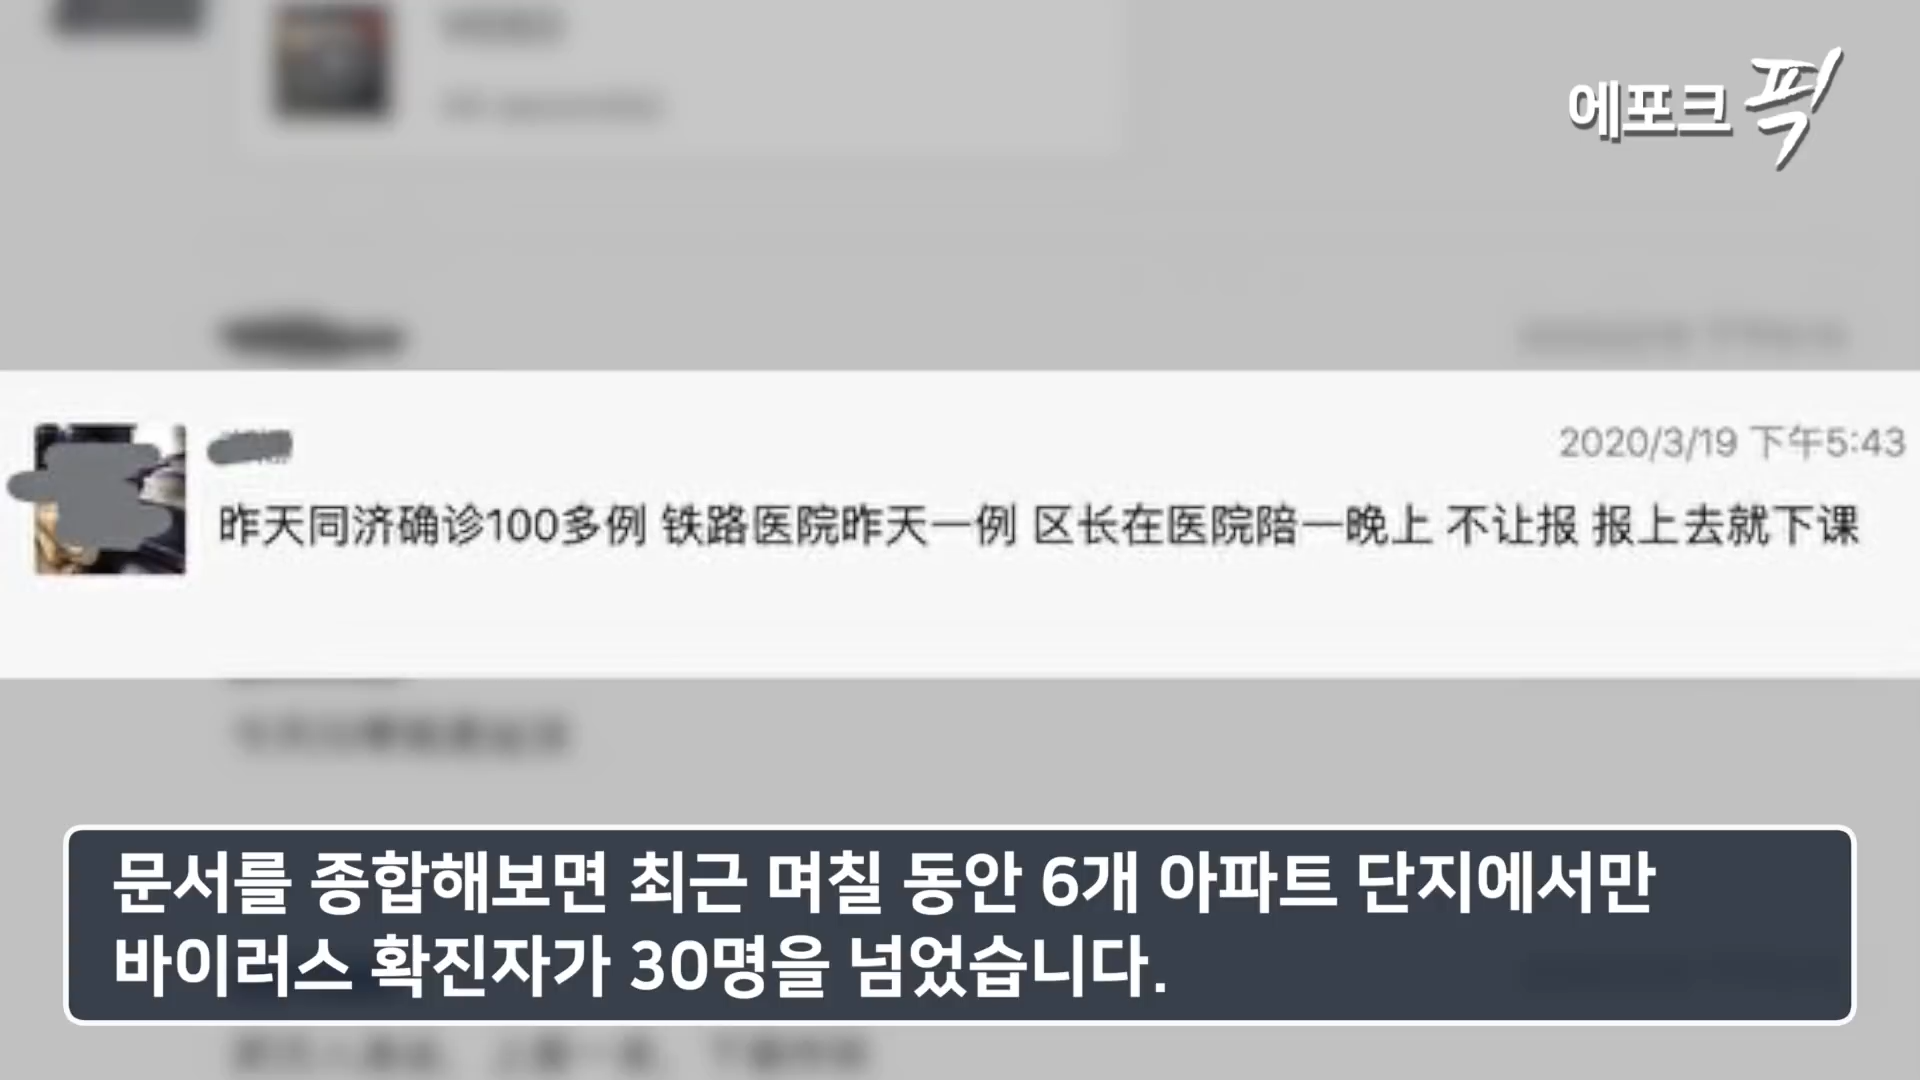 에포크 픽
2020/3/19 下午5:43
昨天同济确诊100多例 铁路医院昨天一例 区长在医院陪一晚上 不让报 报上去就下课
문서를 종합해보면 최근 며칠 동안 6개 아파트 단지에서만
바이러스 확진자가 30명을 넘었습니다.